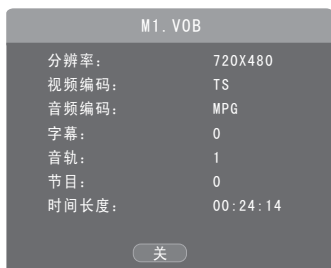 M1.VOB
分辨率： 720X480
视频编码： TS
音频编码： MPG
字幕： 0
音轨： 1
节目： 0
时间长度： 00:24:14
关